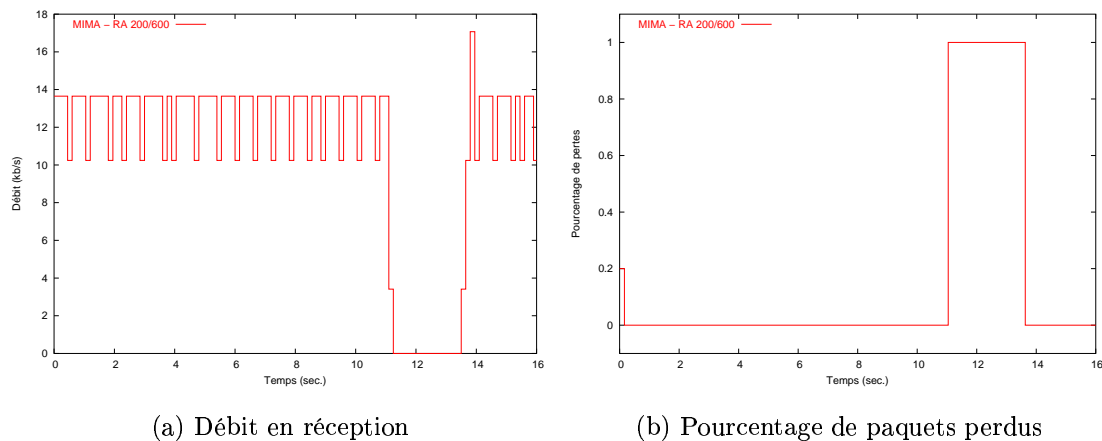 MIMA – RA 200/600
18
16
14
12
10
8
6
4
2
0
Débit (kb/s)
0 2 4 6 8 10 12 14 16
Temps (sec.)
(a) Débit en réception
MIMA – RA 200/600
1
0.8
0.6
0.4
0.2
0
Pourcentage de pertes
0 2 4 6 8 10 12 14 16
Temps (sec.)
(b) Pourcentage de paquets perdus